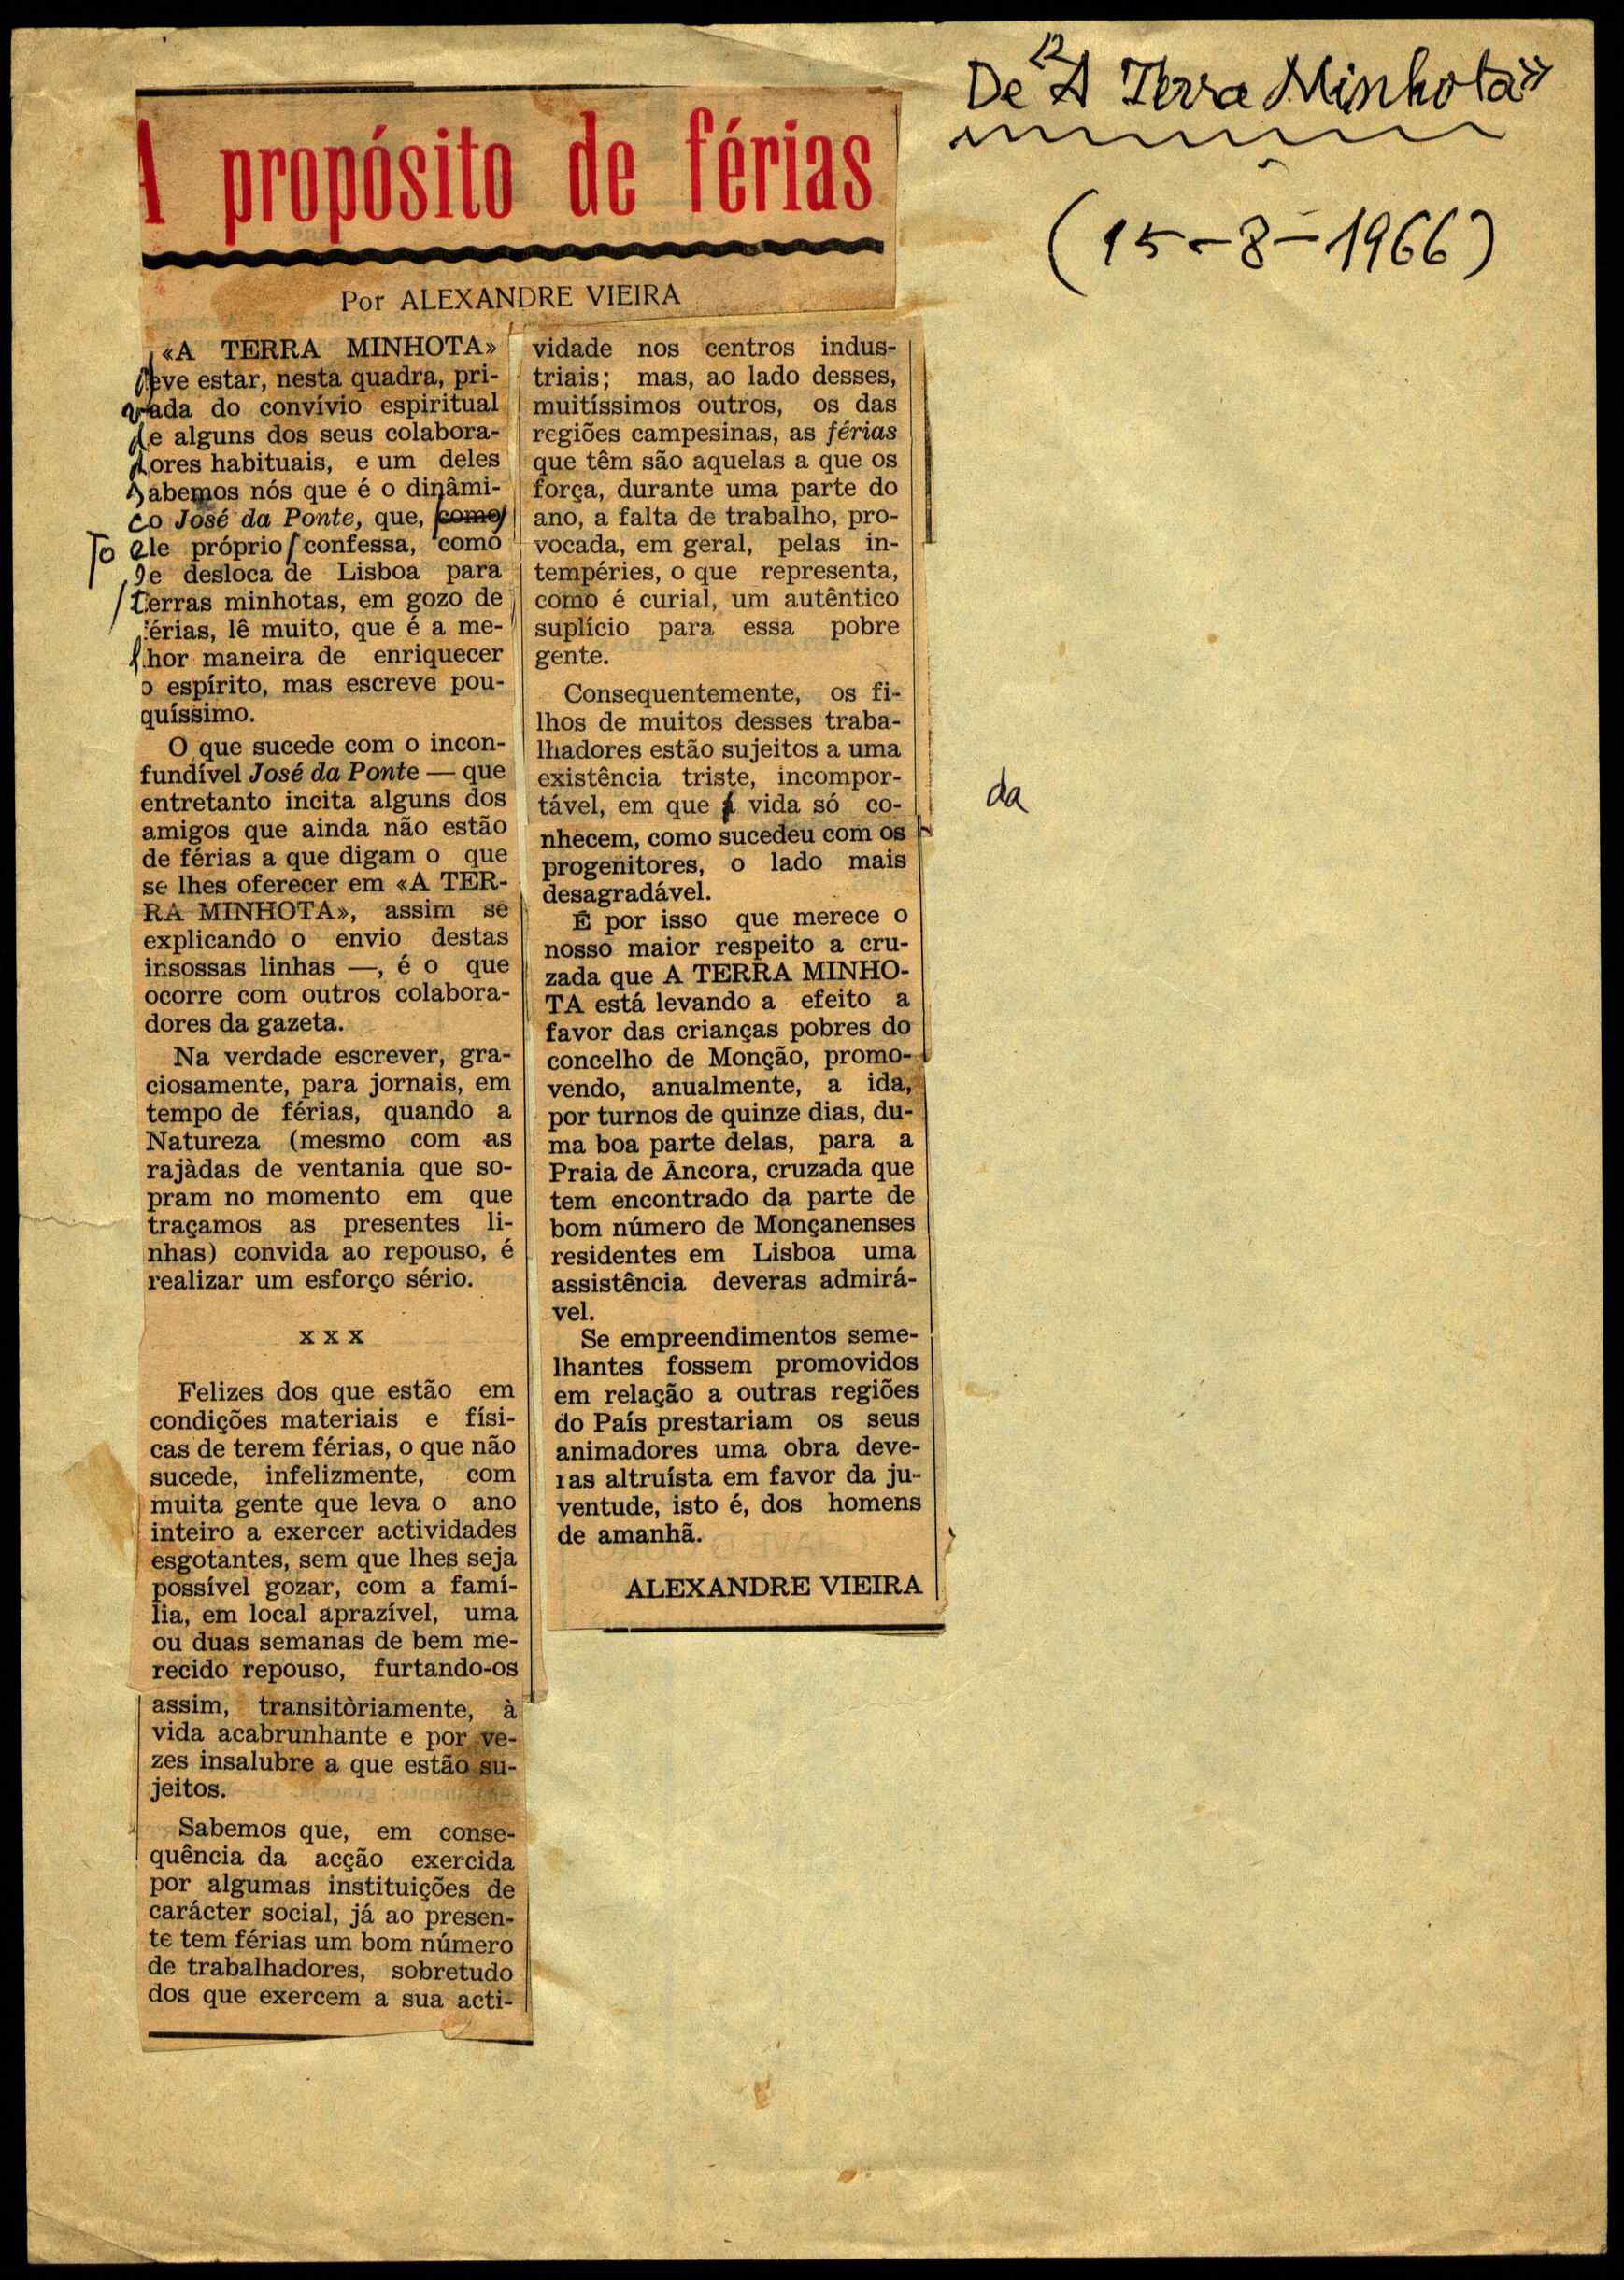 De «A Terra Minhota»
(15-8-1966)
A propósito de férias
Por ALEXANDRE VIEIRA
«A TERRA MINHOTA»
deve estar, nesta quadra, pri-
vada do convívio espiritual
de alguns dos seus colabora-
dores habituais, e um deles
sabemos nós que é o dinâmi-
co José da Ponte, que, como
To ele próprio confessa, como
se desloca de Lisboa para
terras minhotas, em gozo de
férias, lê muito, que é a me-
lhor maneira de enriquecer
o espírito, mas escreve pou-
quíssimo.
O que sucede com o incon-
fundível José da Ponte — que
entretanto incita alguns dos
amigos que ainda não estão
de férias a que digam o que
se lhes oferecer em «A TER-
RA MINHOTA», assim se
explicando o envio destas
insossas linhas —, é o que
ocorre com outros colabora-
dores da gazeta.
Na verdade escrever, gra-
ciosamente, para jornais, em
tempo de férias, quando a
Natureza (mesmo com as
rajàdas de ventania que so-
pram no momento em que
traçamos as presentes li-
nhas) convida ao repouso, é
realizar um esforço sério.
x x x
Felizes dos que estão em
condições materiais e físi-
cas de terem férias, o que não
sucede, infelizmente, com
muita gente que leva o ano
inteiro a exercer actividades
esgotantes, sem que lhes seja
possível gozar, com a famí-
lia, em local aprazível, uma
ou duas semanas de bem me-
recido repouso, furtando-os
assim, transitòriamente, à
vida acabrunhante e por ve-
zes insalubre a que estão su-
jeitos.
Sabemos que, em conse-
quência da acção exercida
por algumas instituições de
carácter social, já ao presen-
te tem férias um bom número
de trabalhadores, sobretudo
dos que exercem a sua acti-
vidade nos centros indus-
triais; mas, ao lado desses,
muitíssimos outros, os das
regiões campesinas, as férias
que têm são aquelas a que os
força, durante uma parte do
ano, a falta de trabalho, pro-
vocada, em geral, pelas in-
tempéries, o que representa,
como é curial, um autêntico
suplício para essa pobre
gente.
Consequentemente, os fi-
lhos de muitos desses traba-
lhadores estão sujeitos a uma
existência triste, incompor-
tável, em que vida só co-
da
nhecem, como sucedeu com os
progenitores, o lado mais
desagradável.
É por isso que merece o
nosso maior respeito a cru-
zada que A TERRA MINHO-
TA está levando a efeito a
favor das crianças pobres do
concelho de Monção, promo-
vendo, anualmente, a ida,
por turnos de quinze dias, du-
ma boa parte delas, para a
Praia de Âncora, cruzada que
tem encontrado da parte de
bom número de Monçanenses
residentes em Lisboa uma
assistência deveras admirá-
vel.
Se empreendimentos seme-
lhantes fossem promovidos
em relação a outras regiões
do País prestariam os seus
animadores uma obra deve-
ras altruísta em favor da ju-
ventude, isto é, dos homens
de amanhã.
ALEXANDRE VIEIRA